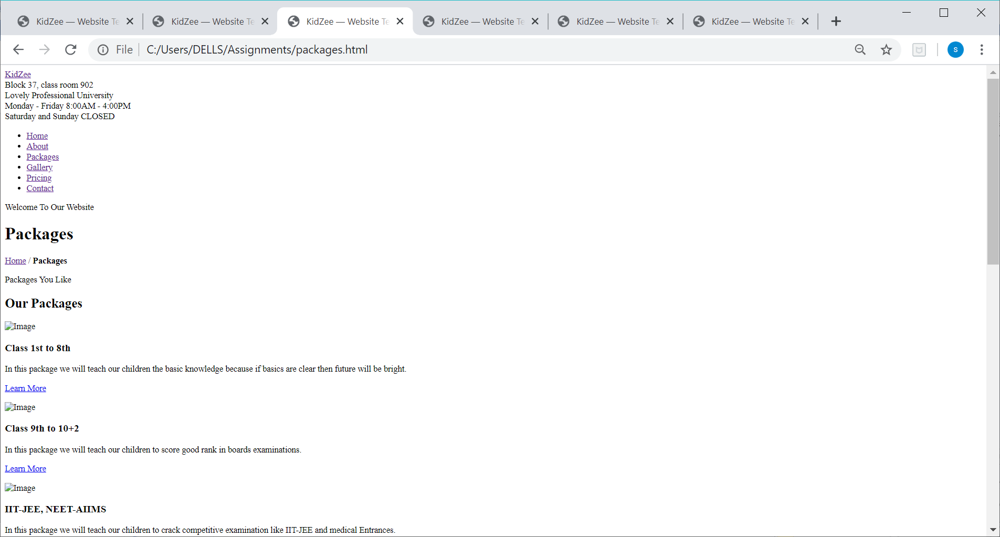 KidZee — Website Te KidZee — Website Te KidZee — Website Te KidZee — Website Te KidZee — Website Te KidZee — Website Te
File C:/Users/DELLS/Assignments/packages.html s
KidZee
Block 37, class room 902
Lovely Professional University
Monday - Friday 8:00AM - 4:00PM
Saturday and Sunday CLOSED
Home
About
Packages
Gallery
Pricing
Contact
Welcome To Our Website
Packages
Home / Packages
Packages You Like
Our Packages
Image
Class 1st to 8th
In this package we will teach our children the basic knowledge because if basics are clear then future will be bright.
Learn More
Image
Class 9th to 10+2
In this package we will teach our children to score good rank in boards examinations.
Learn More
Image
IIT-JEE, NEET-AIIMS
In this package we will teach our children to crack competitive examination like IIT-JEE and medical Entrances.